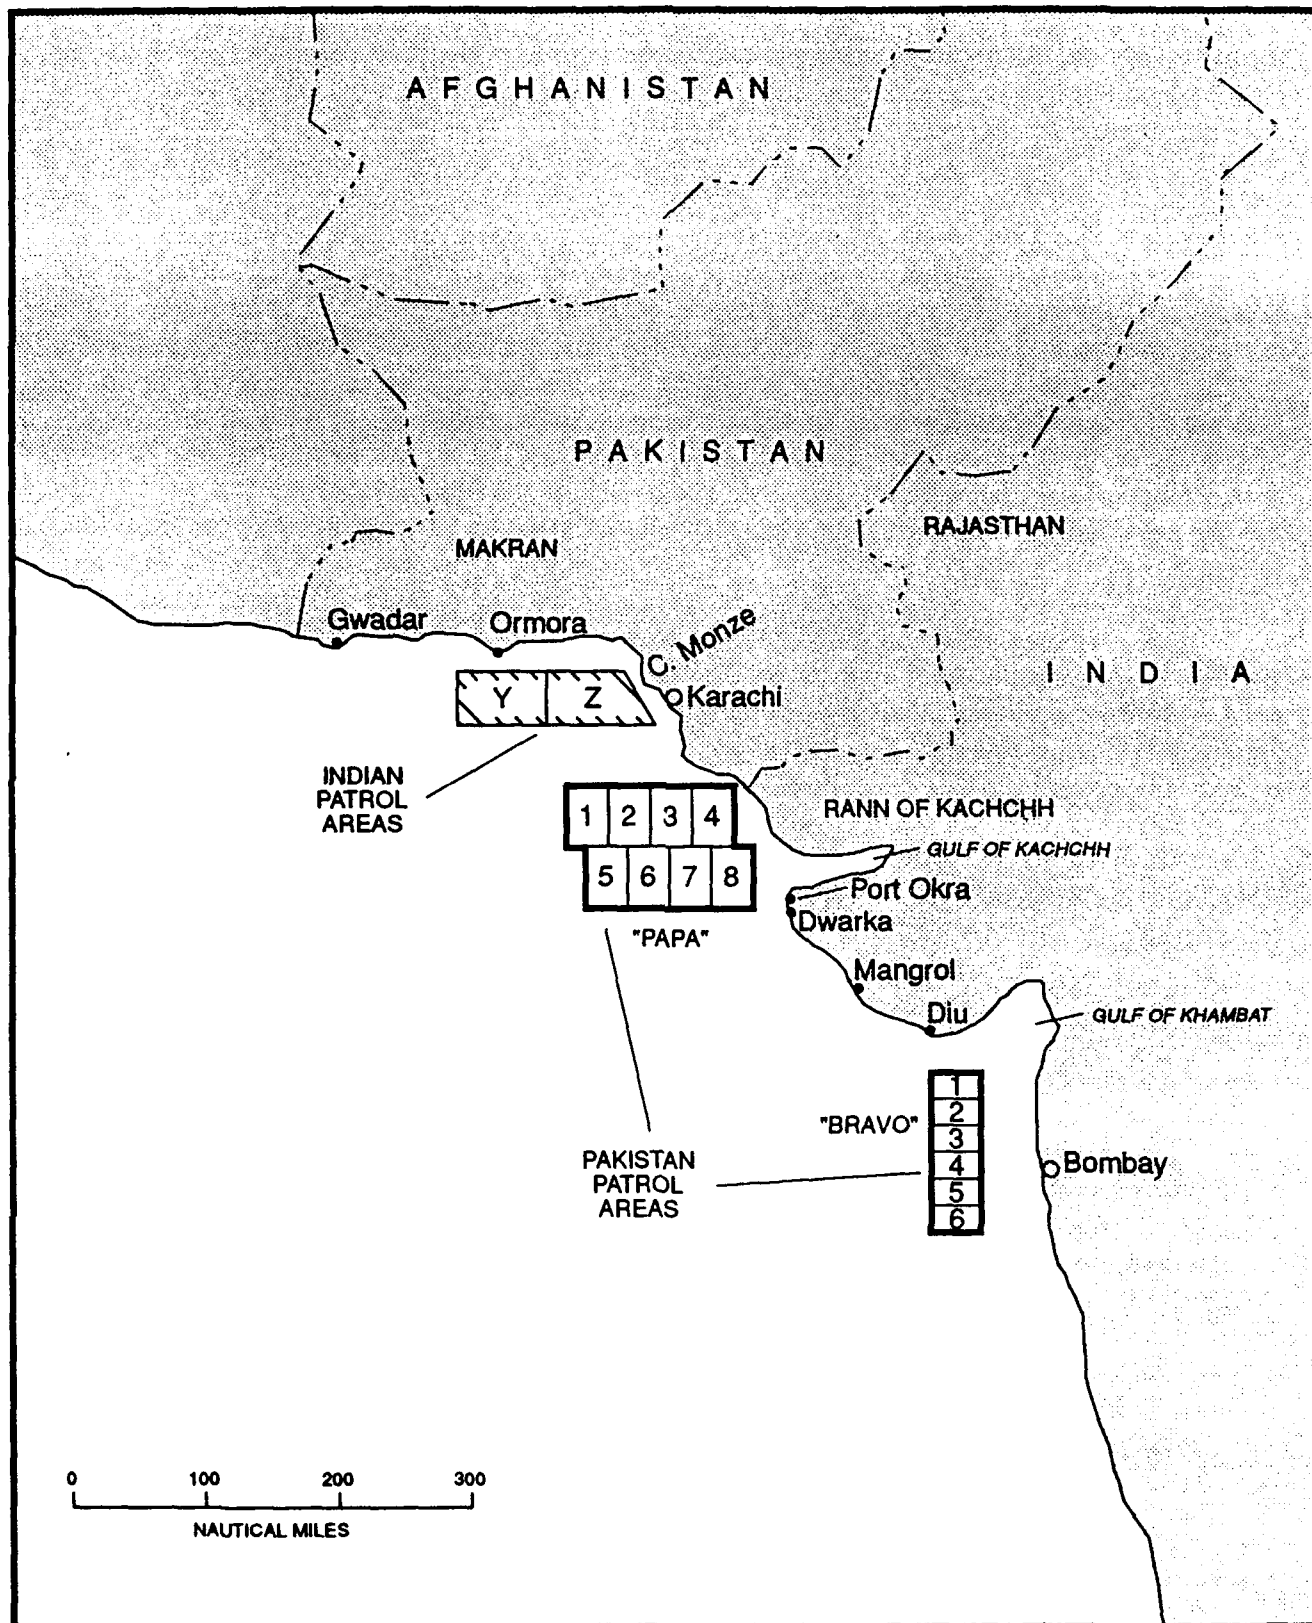 AFGHANISTAN
PAKISTAN
RAJASTHAN
MAKRAN
Gwadar
Ormora
C. Monze
INDIA
Y
Z
Karachi
INDIAN
PATROL
AREAS
1 2 3 4
RANN OF KACHCHH
GULF OF KACHCHH
5 6 7 8
Port Okra
Dwarka
"PAPA"
Mangrol
Diu
GULF OF KHAMBAT
1
2
"BRAVO"
3
4
5
6
PAKISTAN
PATROL
AREAS
Bombay
0 100 200 300
NAUTICAL MILES